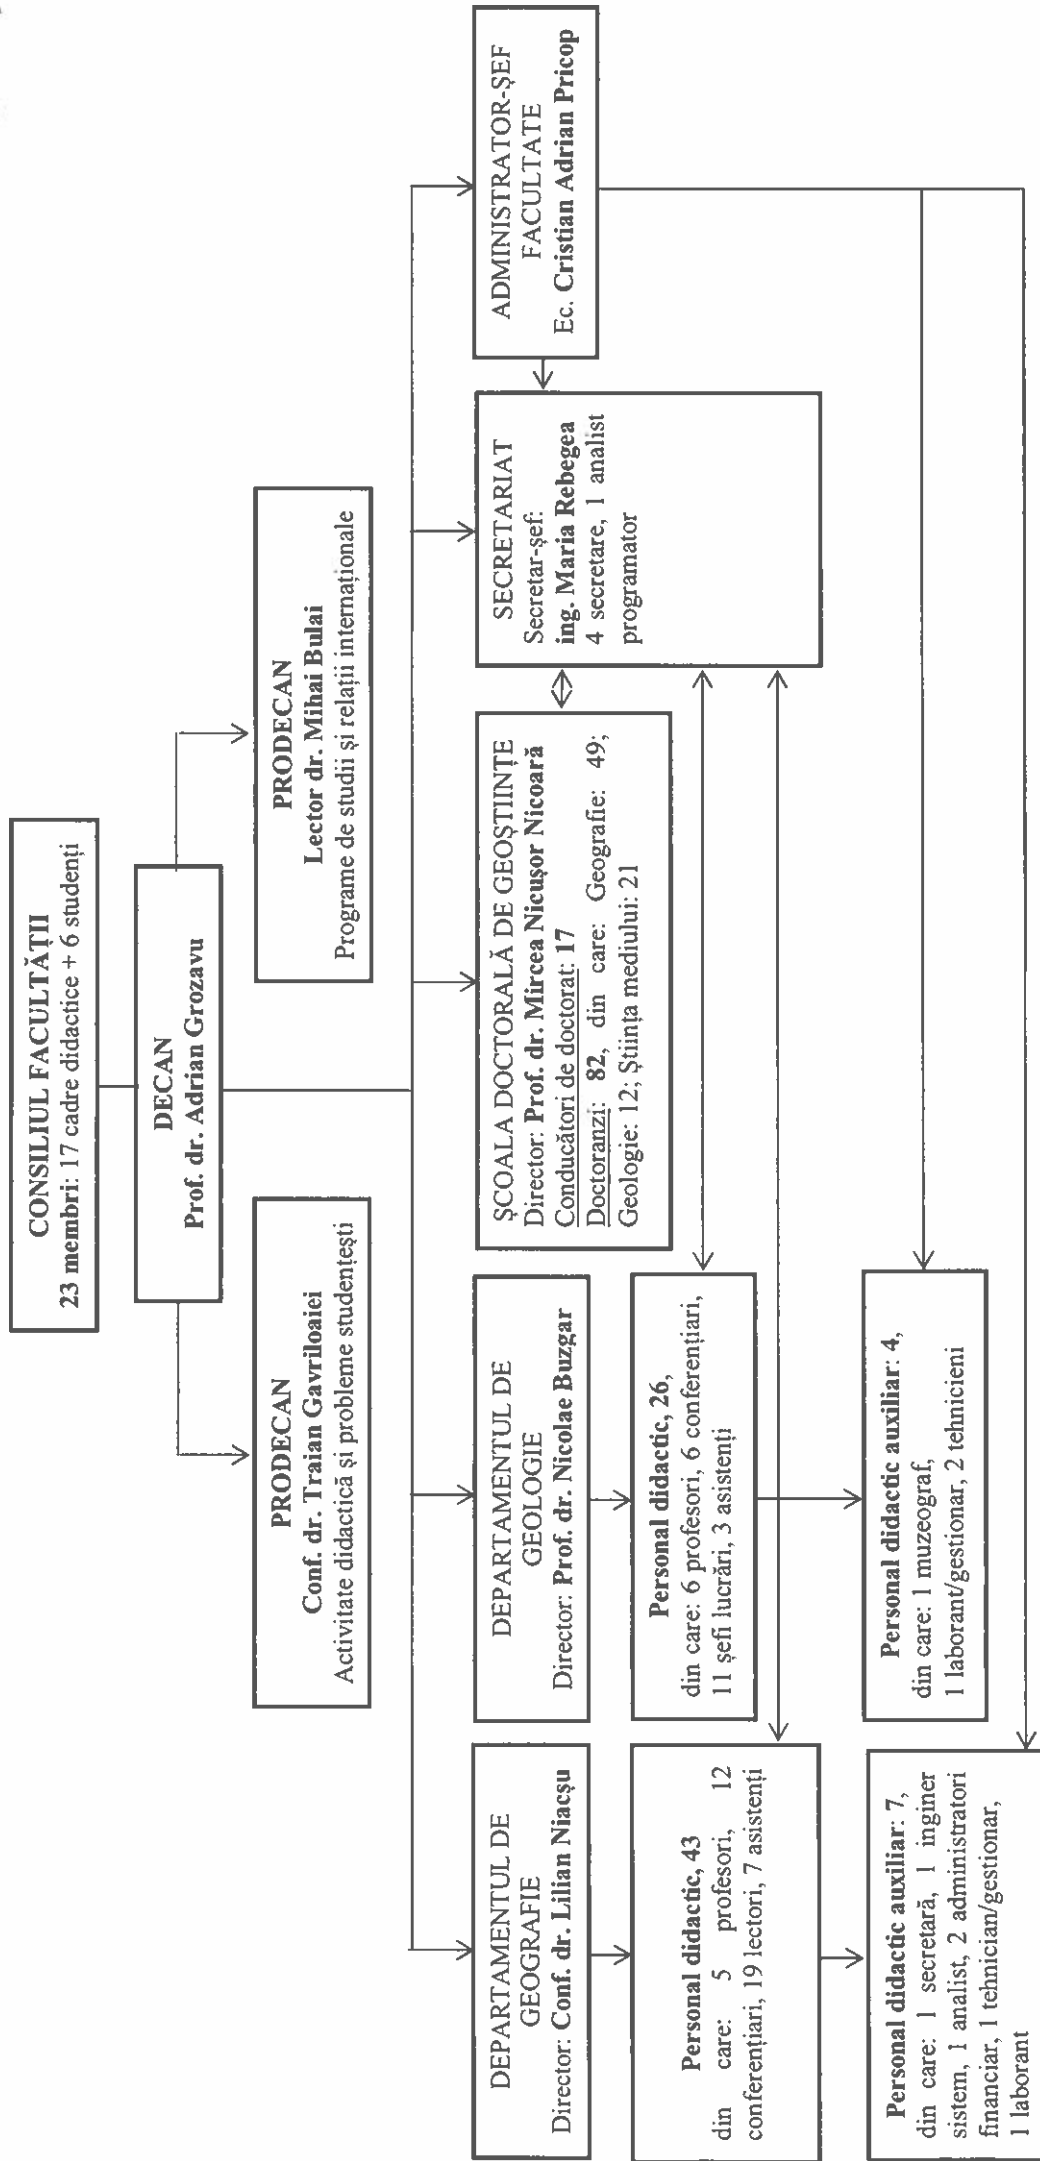 CONSILIUL FACULTĂȚII
23 membri: 17 cadre didactice + 6 studenți
DECAN
Prof. dr. Adrian Grozavu
PRODECAN
Conf. dr. Traian Gavriloaiei
Activitate didactică și probleme studențești
PRODECAN
Lector dr. Mihai Bulai
Programe de studii și relații internaționale
DEPARTAMENTUL DE
GEOGRAFIE
Director: Conf. dr. Lilian Niacșu
DEPARTAMENTUL DE
GEOLOGIE
Director: Prof. dr. Nicolae Buzgar
ȘCOALA DOCTORALĂ DE GEOȘTINȚE
Director: Prof. dr. Mircea Nicușor Nicoară
Conducători de doctorat: 17
Doctoranzi: 82, din care: Geografie: 49;
Geologie: 12; Știința mediului: 21
SECRETARIAT
Secretar-șef:
ing. Maria Rebegea
4 secretare, 1 analist
programator
ADMINISTRATOR-ȘEF
FACULTATE
Ec. Cristian Adrian Pricop
Personal didactic, 43
din care: 5 profesori, 12
conferențiari, 19 lectori, 7 asistenți
Personal didactic, 26,
din care: 6 profesori, 6 conferențiari,
11 șefi lucrări, 3 asistenți
Personal didactic auxiliar: 7,
din care: 1 secretară, 1 inginer
sistem, 1 analist, 2 administratori
financiar, 1 tehnician/gestionar,
1 laborant
Personal didactic auxiliar: 4,
din care: 1 muzeograf,
1 laborant/gestionar, 2 tehnicieni